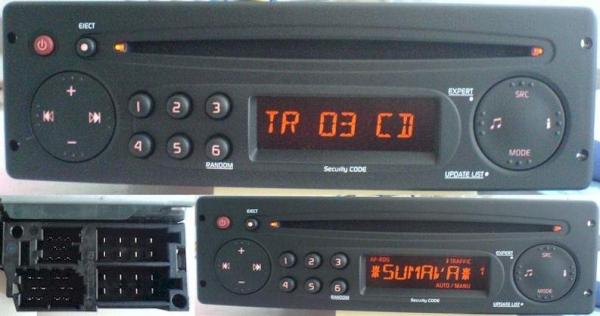 EJECT
EXPERT
SRC
1 2 3
TR 03 CD
4 5 6
MODE
RANDOM
Security CODE
UPDATE LIST
EJECT
AF-RDS i TRAFFIC
EXPERT
SRC
1 2 3
SUMAVA 1
4 5 6
AUTO / MANU
MODE
RANDOM
Security CODE
UPDATE LIST